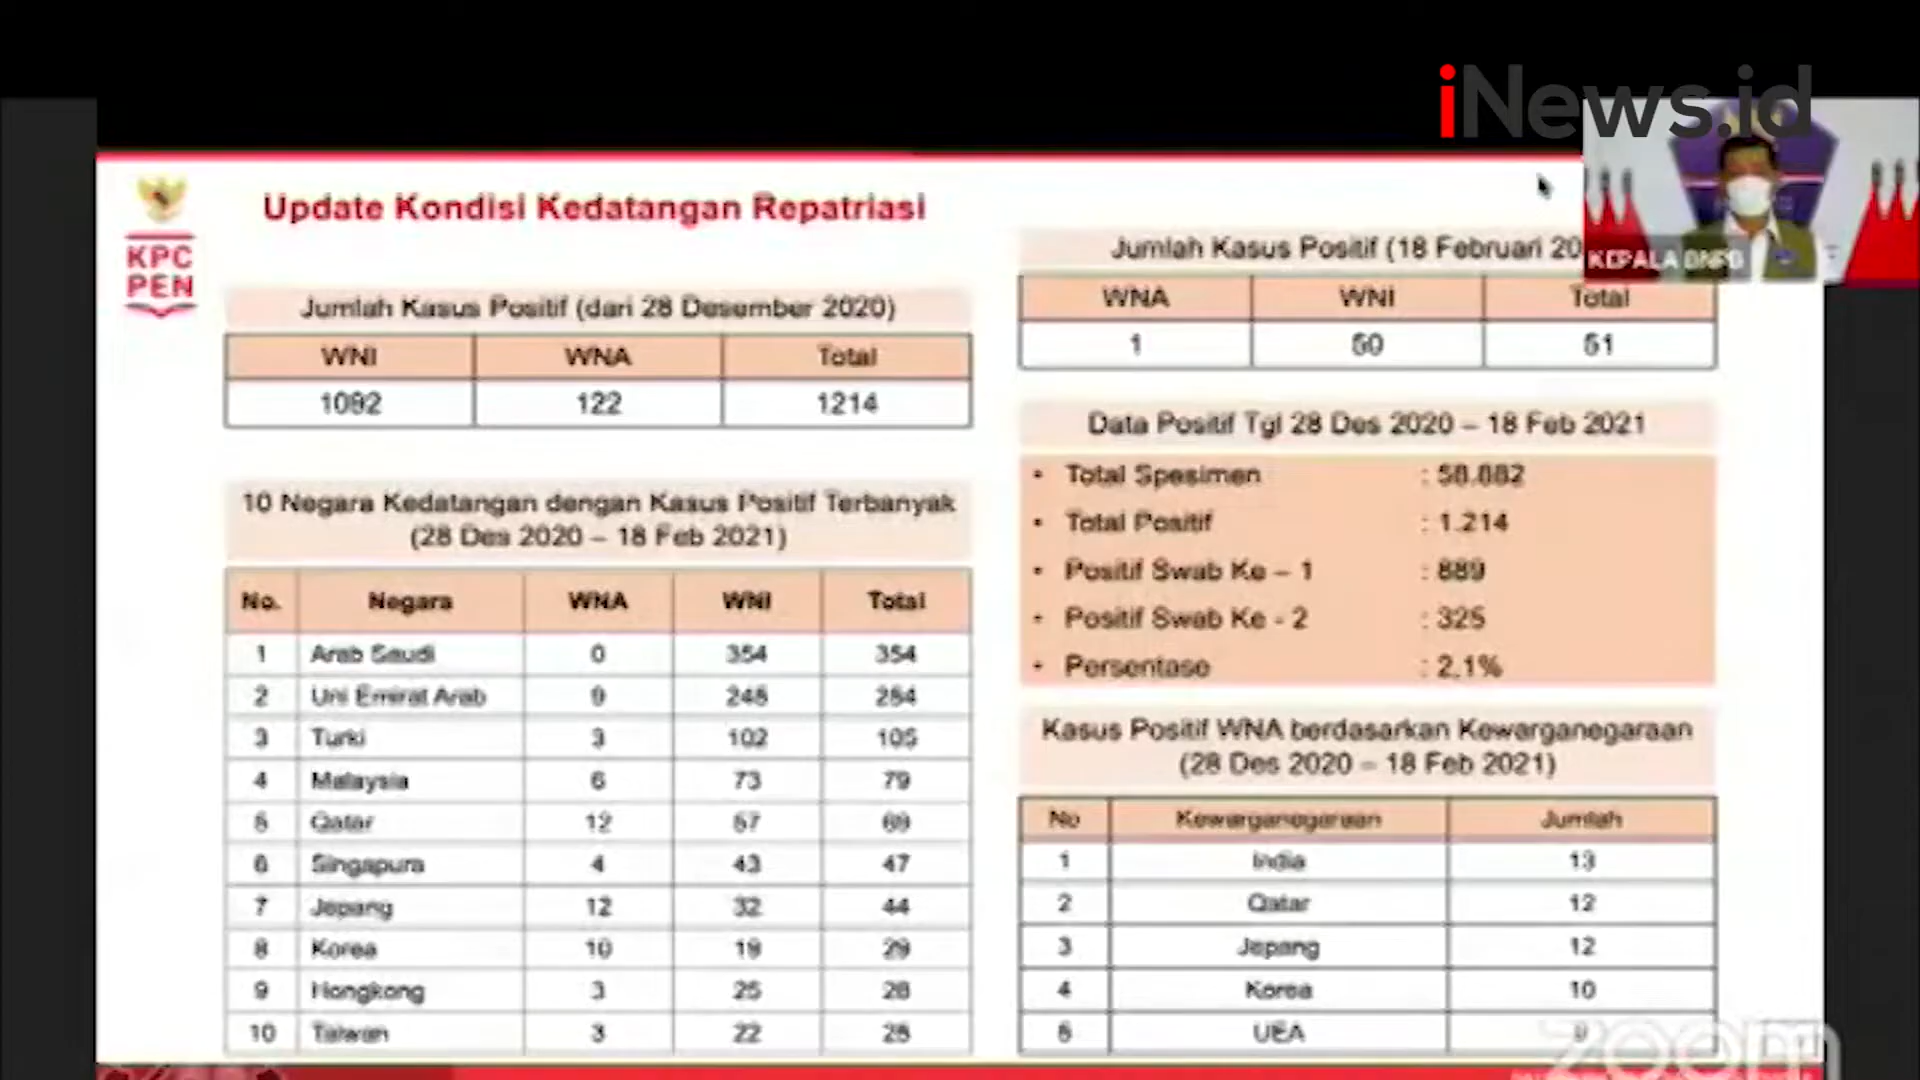 iNews.id
KPC
PEN
Update Kondisi Kedatangan Repatriasi
Jumlah Kasus Positif (dari 28 Desember 2020)
WNI WNA Total
1092 122 1214
10 Negara Kedatangan dengan Kasus Positif Terbanyak
(28 Des 2020 – 18 Feb 2021)
No. Negara WNA WNI Total
1 Arab Saudi 0 354 354
2 Uni Emirat Arab 9 245 254
3 Turki 3 102 105
4 Malaysia 6 73 79
5 Qatar 12 57 69
6 Singapura 4 43 47
7 Jepang 12 32 44
8 Korea 10 19 29
9 Hongkong 3 25 28
10 Taiwan 3 22 25
Jumlah Kasus Positif (18 Februari 20
WNA WNI Total
1 50 51
Data Positif Tgl 28 Des 2020 – 18 Feb 2021
• Total Spesimen :
• Total Positif : 1.214
• Positif Swab Ke – 1 : 889
• Positif Swab Ke - 2 : 325
• Persentase : 2,1%
Kasus Positif WNA berdasarkan Kewarganegaraan
(28 Des 2020 – 18 Feb 2021)
No Kewarganegaraan Jumlah
1 India 13
2 Qatar 12
3 Jepang 12
4 Korea 10
5 UEA 9
KEPALA BNPB
zoom